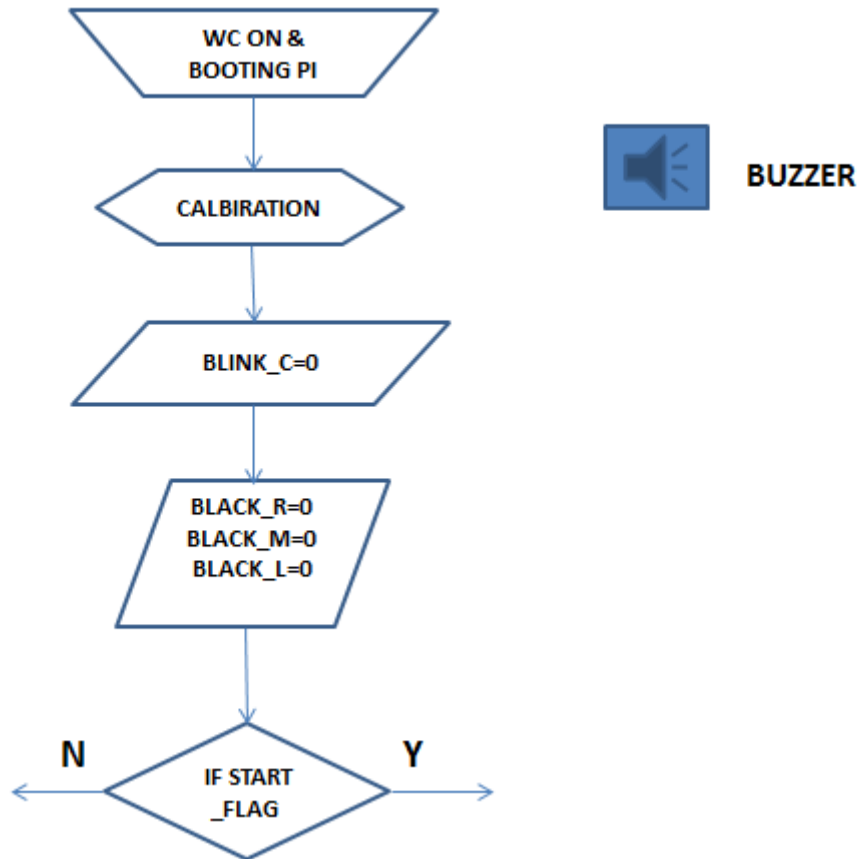 WC ON &
BOOTING PI
BUZZER
CALBIRATION
BLINK_C=0
BLACK_R=0
BLACK_M=0
BLACK_L=0
N
Y
IF START
_FLAG